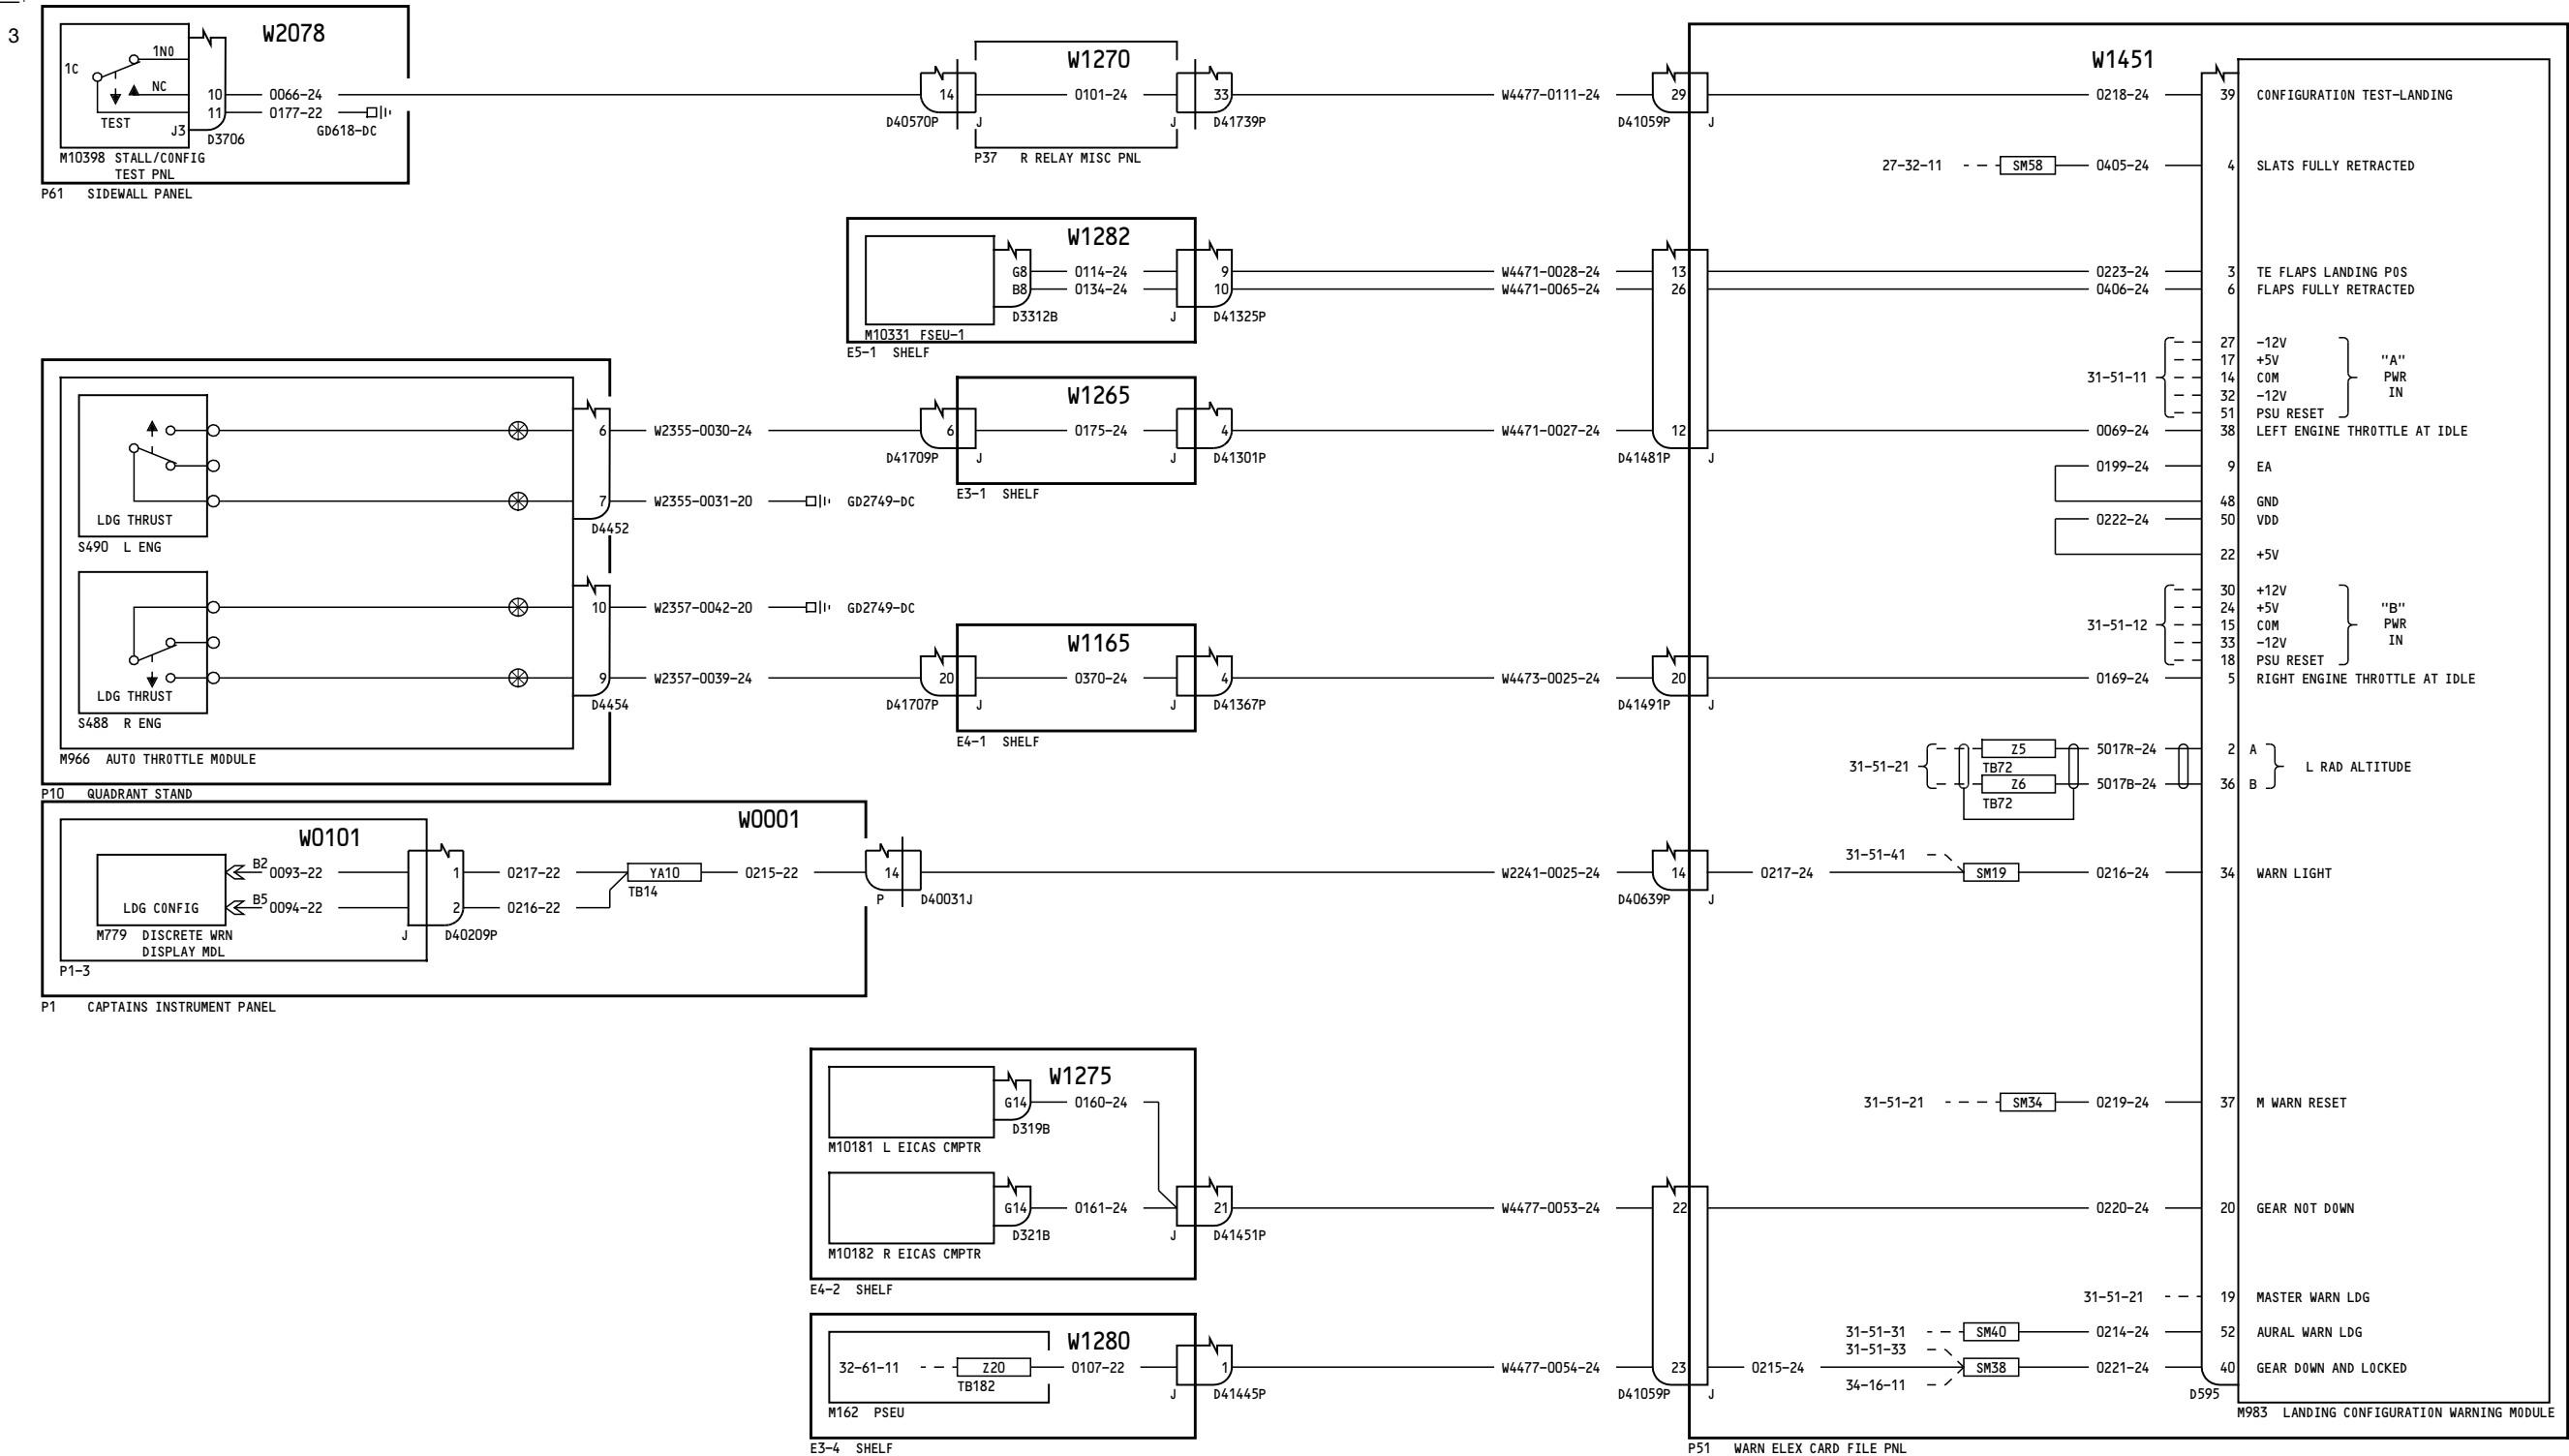 3
W2078
1C
1NO
NC
TEST
J3
10
11
D3706
0066-24
0177-22
GD618-DC
M10398 STALL/CONFIG
TEST PNL
P61 SIDEWALL PANEL
14
D40570P
J
W1270
0101-24
J
33
D41739P
P37 R RELAY MISC PNL
W4477-0111-24
29
D41059P
J
W1451
0218-24
39
CONFIGURATION TEST-LANDING
27-32-11
SM58
0405-24
4
SLATS FULLY RETRACTED
W1282
G8
B8
0114-24
0134-24
D3312B
M10331 FSEU-1
E5-1 SHELF
9
10
J
D41325P
W4471-0028-24
W4471-0065-24
13
26
0223-24
0406-24
3
TE FLAPS LANDING POS
6
FLAPS FULLY RETRACTED
31-51-11
27 -12V
17 +5V
14 COM
32 -12V
51 PSU RESET
"A"
PWR
IN
LDG THRUST
S490 L ENG
6
7
D4452
W2355-0030-24
W2355-0031-20
GD2749-DC
6
D41709P
J
W1265
0175-24
J
4
D41301P
E3-1 SHELF
W4471-0027-24
12
D41481P
J
0069-24
38
LEFT ENGINE THROTTLE AT IDLE
0199-24
9 EA
48 GND
0222-24
50 VDD
22 +5V
LDG THRUST
S488 R ENG
10
9
D4454
W2357-0042-20
GD2749-DC
W2357-0039-24
M966 AUTO THROTTLE MODULE
P10 QUADRANT STAND
20
D41707P
J
W1165
0370-24
J
4
D41367P
E4-1 SHELF
W4473-0025-24
20
D41491P
J
31-51-12
30 +12V
24 +5V
15 COM
33 -12V
18 PSU RESET
"B"
PWR
IN
0169-24
5
RIGHT ENGINE THROTTLE AT IDLE
31-51-21
Z5
TB72
Z6
TB72
5017R-24
5017B-24
2 A
36 B
L RAD ALTITUDE
W0101
W0001
LDG CONFIG
B2
0093-22
B5
0094-22
M779 DISCRETE WRN
DISPLAY MDL
P1-3
P1 CAPTAINS INSTRUMENT PANEL
J
1
2
D40209P
0217-22
0216-22
YA10
TB14
0215-22
14
P
D40031J
W2241-0025-24
14
D40639P
J
0217-24
31-51-41
SM19
0216-24
34
WARN LIGHT
W1275
G14
0160-24
D319B
M10181 L EICAS CMPTR
G14
0161-24
D321B
M10182 R EICAS CMPTR
E4-2 SHELF
J
21
D41451P
31-51-21
SM34
0219-24
37
M WARN RESET
W4477-0053-24
22
0220-24
20
GEAR NOT DOWN
31-51-21
19
MASTER WARN LDG
31-51-31
SM40
0214-24
52
AURAL WARN LDG
W1280
32-61-11
Z20
TB182
0107-22
M162 PSEU
E3-4 SHELF
J
1
D41445P
W4477-0054-24
23
D41059P
J
0215-24
31-51-33
34-16-11
SM38
0221-24
40
GEAR DOWN AND LOCKED
D595
M983 LANDING CONFIGURATION WARNING MODULE
P51 WARN ELEX CARD FILE PNL